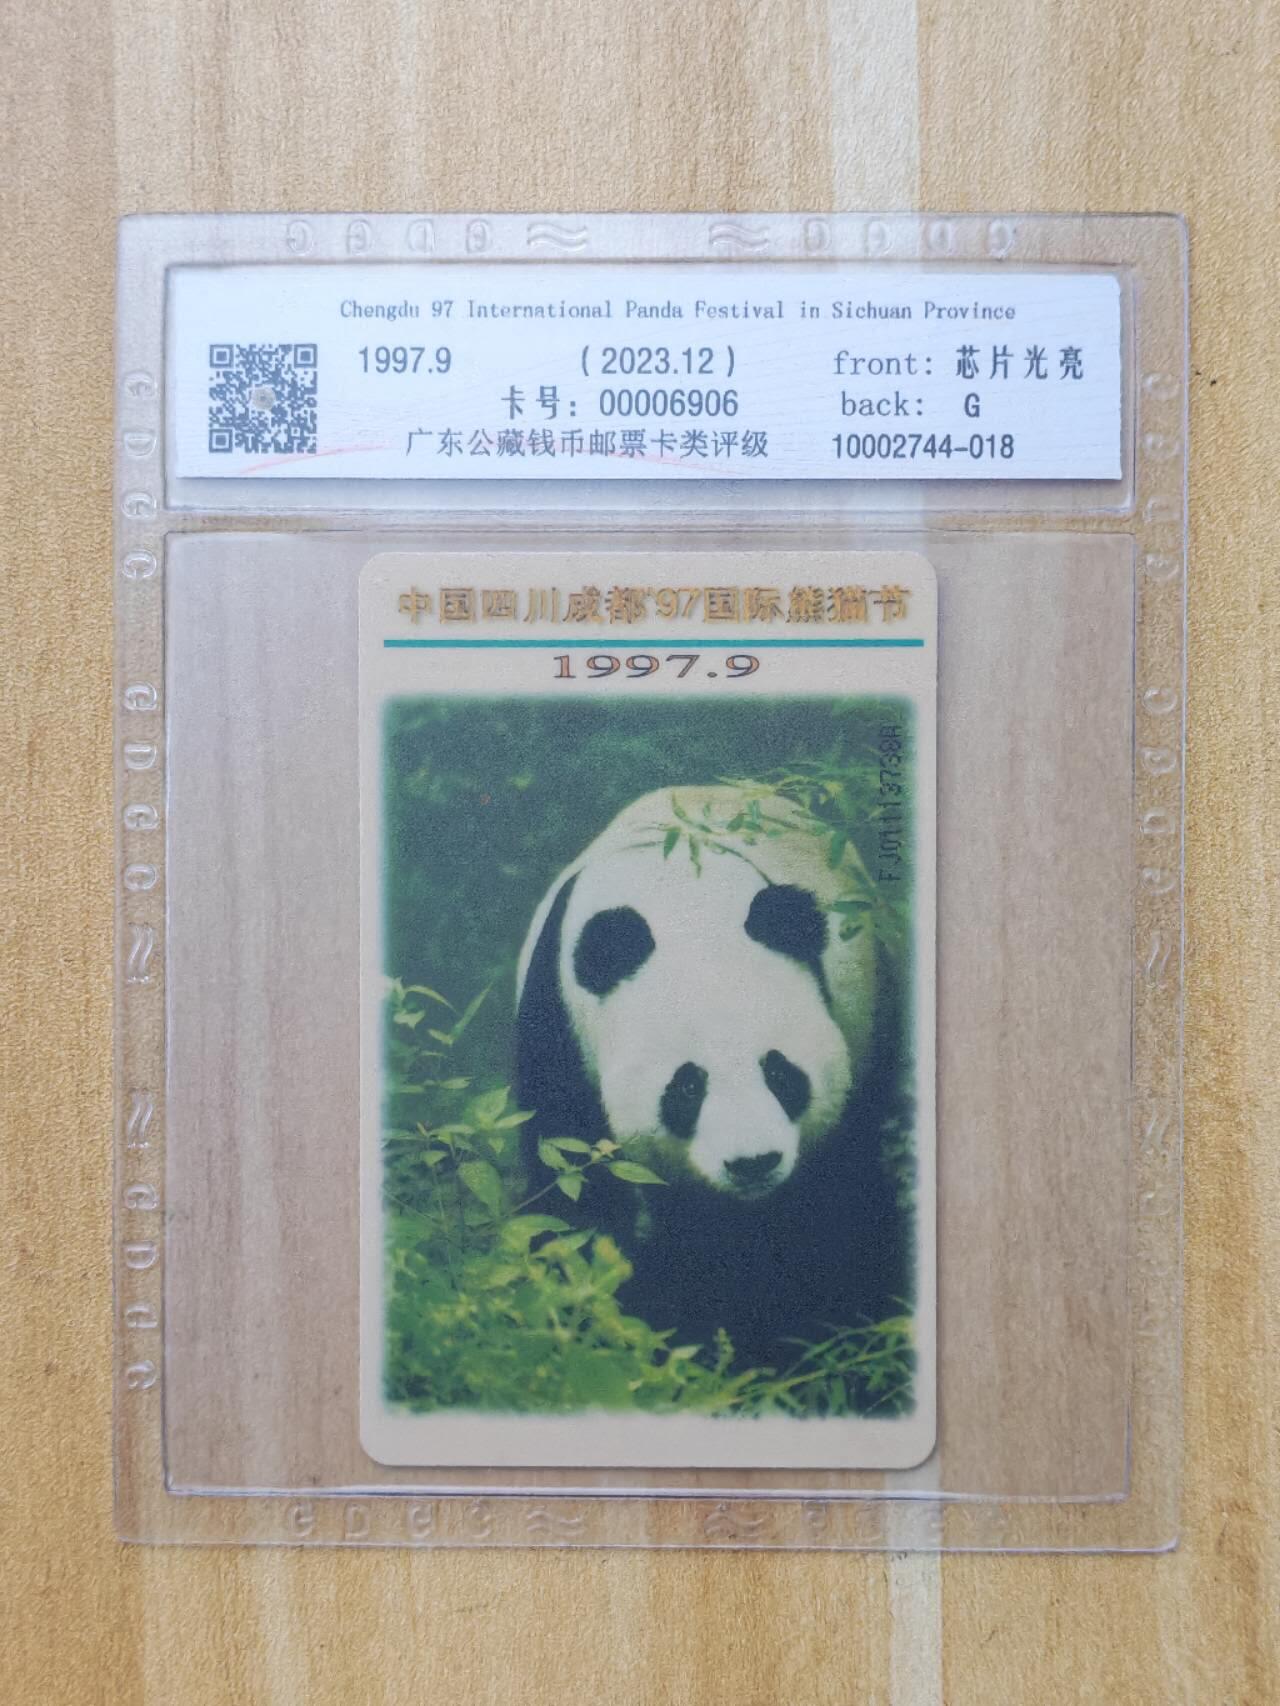 Chengdu 97 International Panda Festival in Sichuan Province
1997.9 (2023.12) front: 芯片光亮
卡号: 00006906 back: G
广东公藏钱币邮票卡类评级 10002744-018
中国四川成都'97国际熊猫节
1997.9